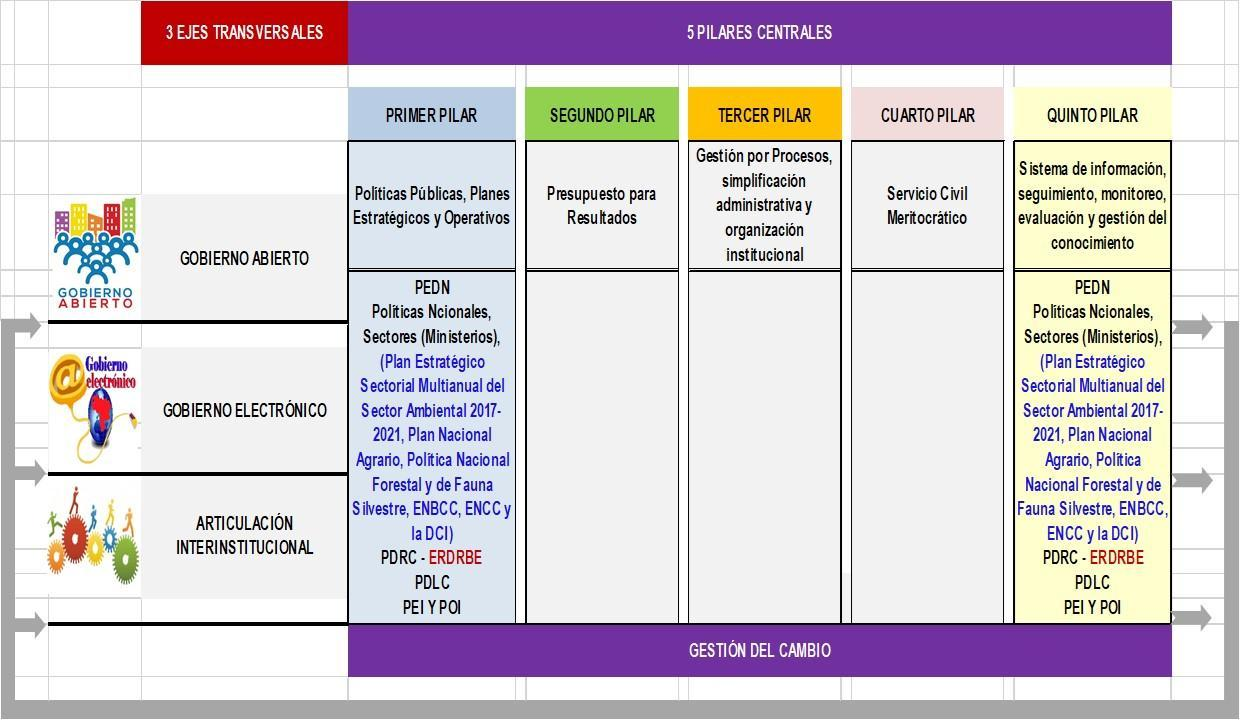 3 EJES TRANSVERSALES
5 PILARES CENTRALES
PRIMER PILAR
SEGUNDO PILAR
TERCER PILAR
CUARTO PILAR
QUINTO PILAR
Políticas Públicas, Planes
Estratégicos y Operativos
Presupuesto para
Resultados
Gestión por Procesos,
simplificación
administrativa y
organización
institucional
Servicio Civil
Meritocrático
Sistema de información,
seguimiento, monitoreo,
evaluación y gestión del
conocimiento
GOBIERNO
ABIERTO
GOBIERNO ABIERTO
@ Gobierno
electrónico
GOBIERNO ELECTRÓNICO
ARTICULACIÓN
INTERINSTITUCIONAL
PEDN
Políticas Ncionales,
Sectores (Ministerios),
(Plan Estratégico
Sectorial Multianual del
Sector Ambiental 2017-
2021, Plan Nacional
Agrario, Política Nacional
Forestal y de Fauna
Silvestre, ENBCC, ENCC y
la DCI)
PDRC - ERDRBE
PDLC
PEI Y POI
PEDN
Políticas Ncionales,
Sectores (Ministerios),
(Plan Estratégico
Sectorial Multianual del
Sector Ambiental 2017-
2021, Plan Nacional
Agrario, Política
Nacional Forestal y de
Fauna Silvestre, ENBCC,
ENCC y la DCI)
PDRC - ERDRBE
PDLC
PEI Y POI
GESTIÓN DEL CAMBIO